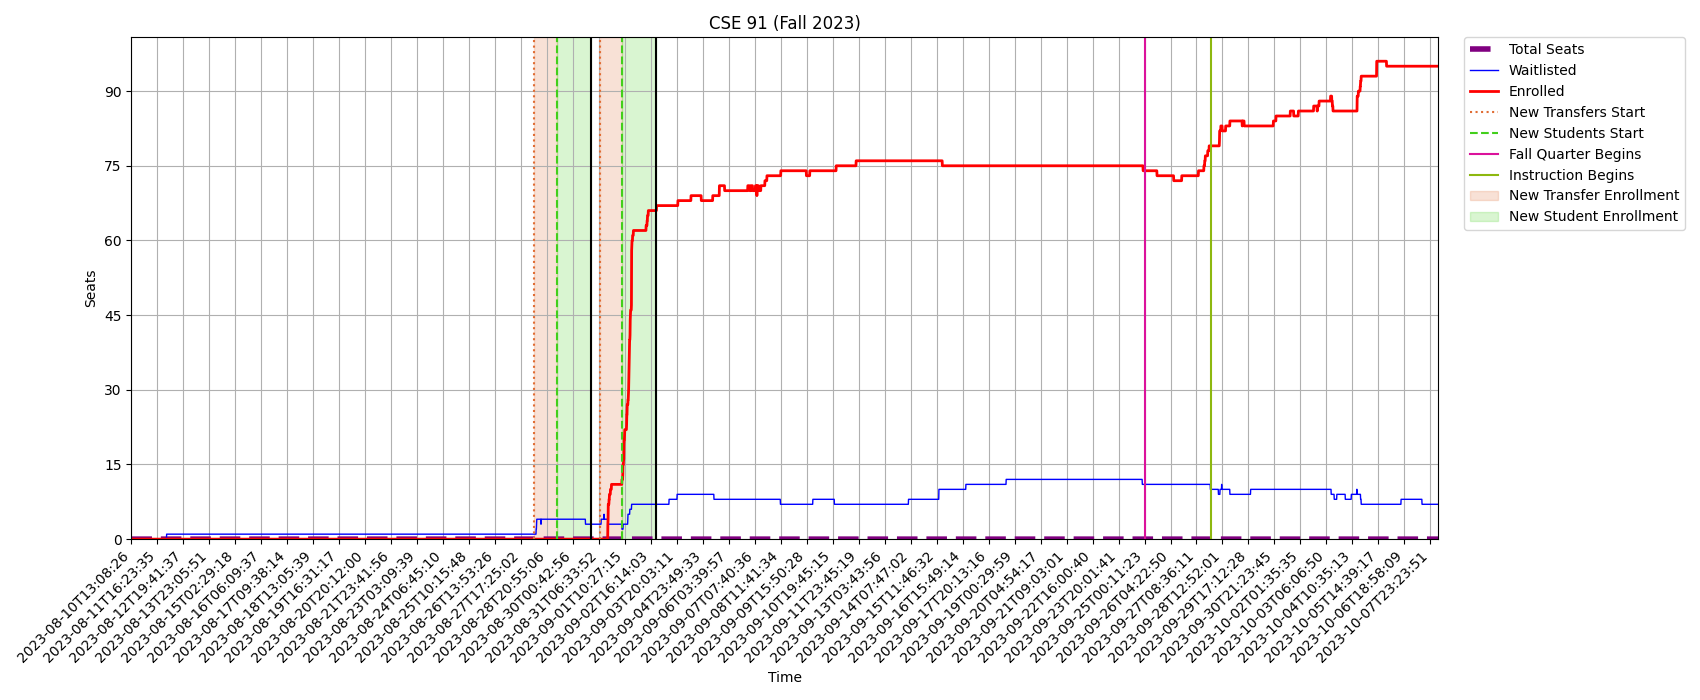 CSE 91 (Fall 2023)
Total Seats
Waitlisted
Enrolled
New Transfers Start
New Students Start
Fall Quarter Begins
Instruction Begins
New Transfer Enrollment
New Student Enrollment
Seats
90
75
60
45
30
15
0
2023-08-10T13:08:26
2023-08-11T16:23:35
2023-08-12T19:41:37
2023-08-13T23:05:51
2023-08-15T02:29:18
2023-08-16T06:09:37
2023-08-17T09:38:14
2023-08-18T13:05:39
2023-08-19T16:31:17
2023-08-20T20:12:00
2023-08-21T23:41:56
2023-08-23T03:09:39
2023-08-24T06:45:10
2023-08-25T10:15:48
2023-08-26T13:53:26
2023-08-27T17:25:02
2023-08-28T20:55:06
2023-08-30T00:42:56
2023-08-31T06:33:52
2023-09-01T10:27:15
2023-09-02T16:14:03
2023-09-03T20:03:11
2023-09-04T23:49:33
2023-09-06T03:39:57
2023-09-07T07:40:36
2023-09-08T11:41:34
2023-09-09T15:50:28
2023-09-10T19:45:15
2023-09-11T23:45:19
2023-09-13T03:43:56
2023-09-14T07:47:02
2023-09-15T11:46:32
2023-09-16T15:49:14
2023-09-17T20:13:16
2023-09-19T00:29:59
2023-09-20T04:54:17
2023-09-21T09:03:01
2023-09-22T16:00:40
2023-09-23T20:01:41
2023-09-25T00:11:23
2023-09-26T04:22:50
2023-09-27T08:36:11
2023-09-28T12:52:01
2023-09-29T17:12:28
2023-09-30T21:23:45
2023-10-02T01:35:35
2023-10-03T06:06:50
2023-10-04T10:35:13
2023-10-05T14:39:17
2023-10-06T18:58:09
2023-10-07T23:23:51
Time